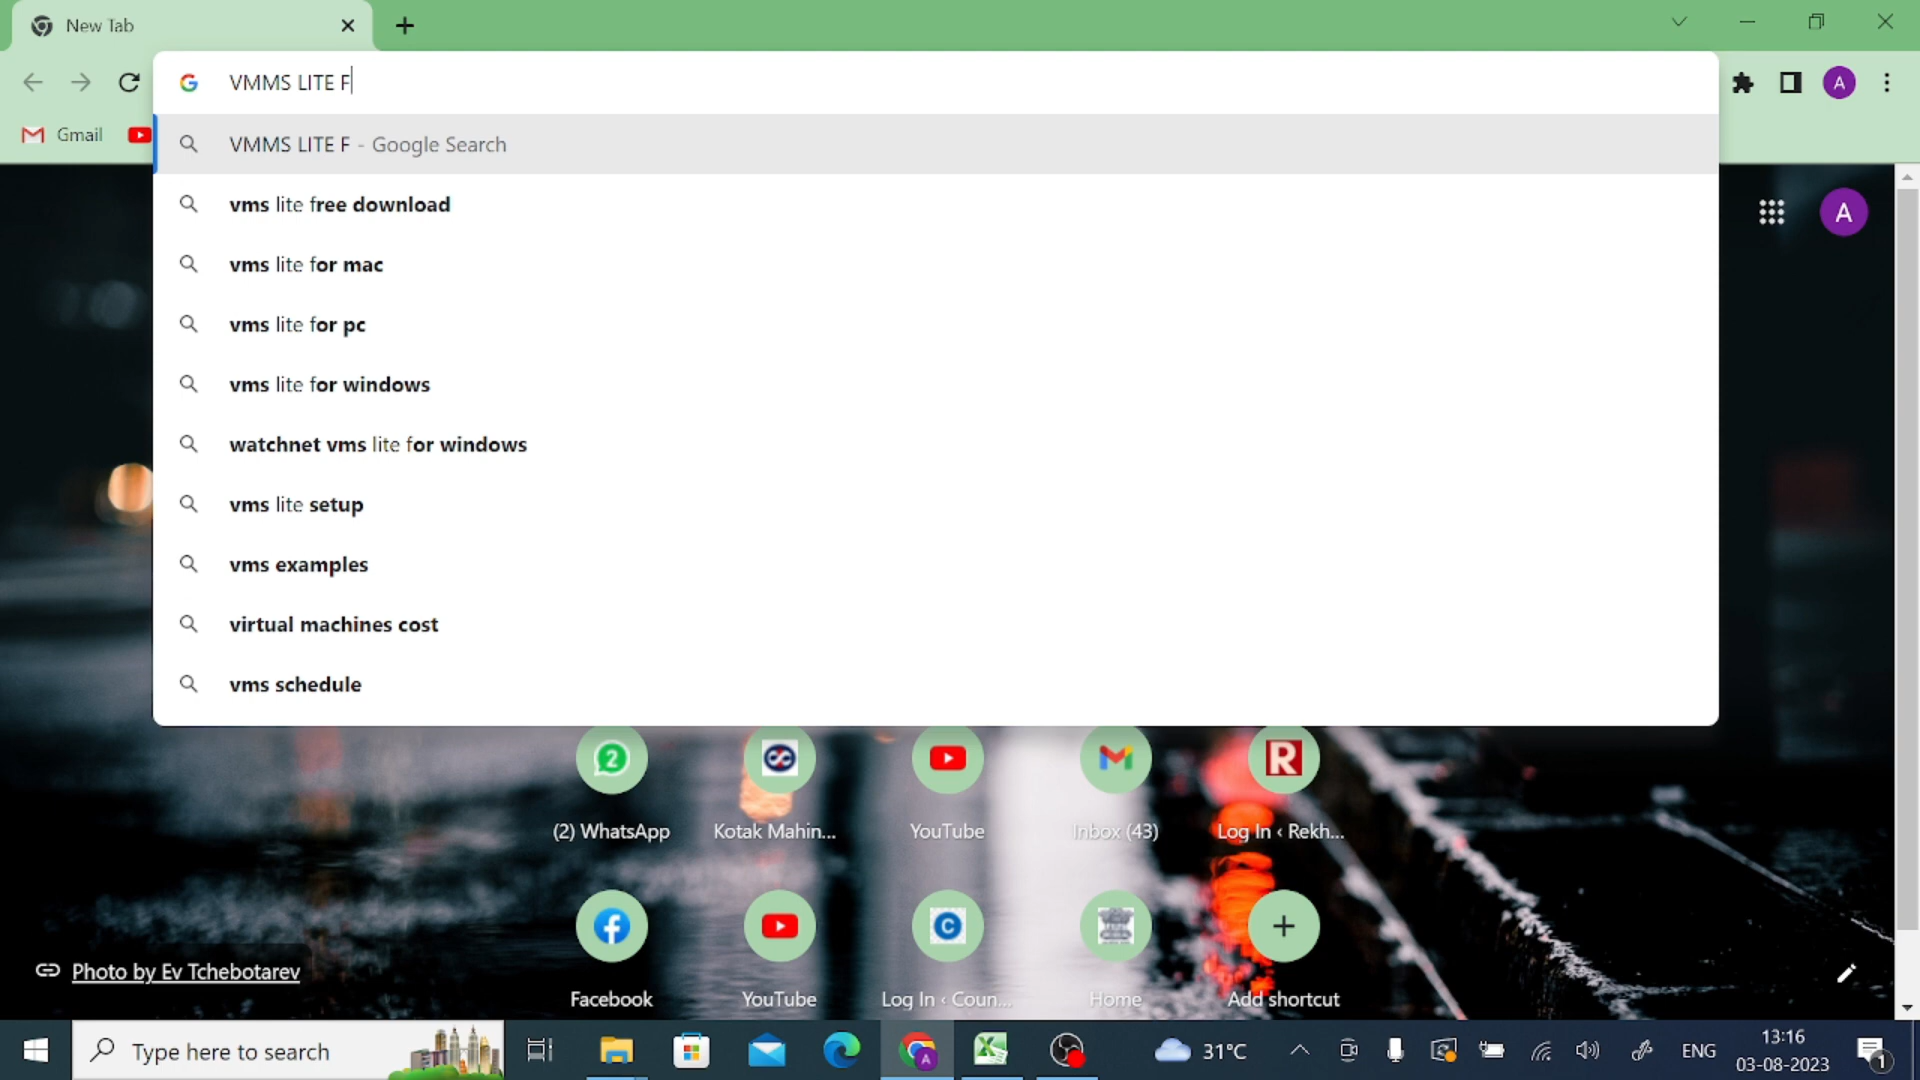 New Tab
VMMS LITE F
Gmail
VMMS LITE F - Google Search
vms lite free download
vms lite for mac
A
vms lite for pc
vms lite for windows
watchnet vms lite for windows
vms lite setup
vms examples
virtual machines cost
vms schedule
(2) WhatsApp
Kotak Mahin...
YouTube
Inbox (43)
Log In ‹ Rekh...
Photo by Ev Tchebotarev
Facebook
YouTube
Log In ‹ Coun...
Home
Add shortcut
Type here to search
31°C
ENG
13:16
03-08-2023
1